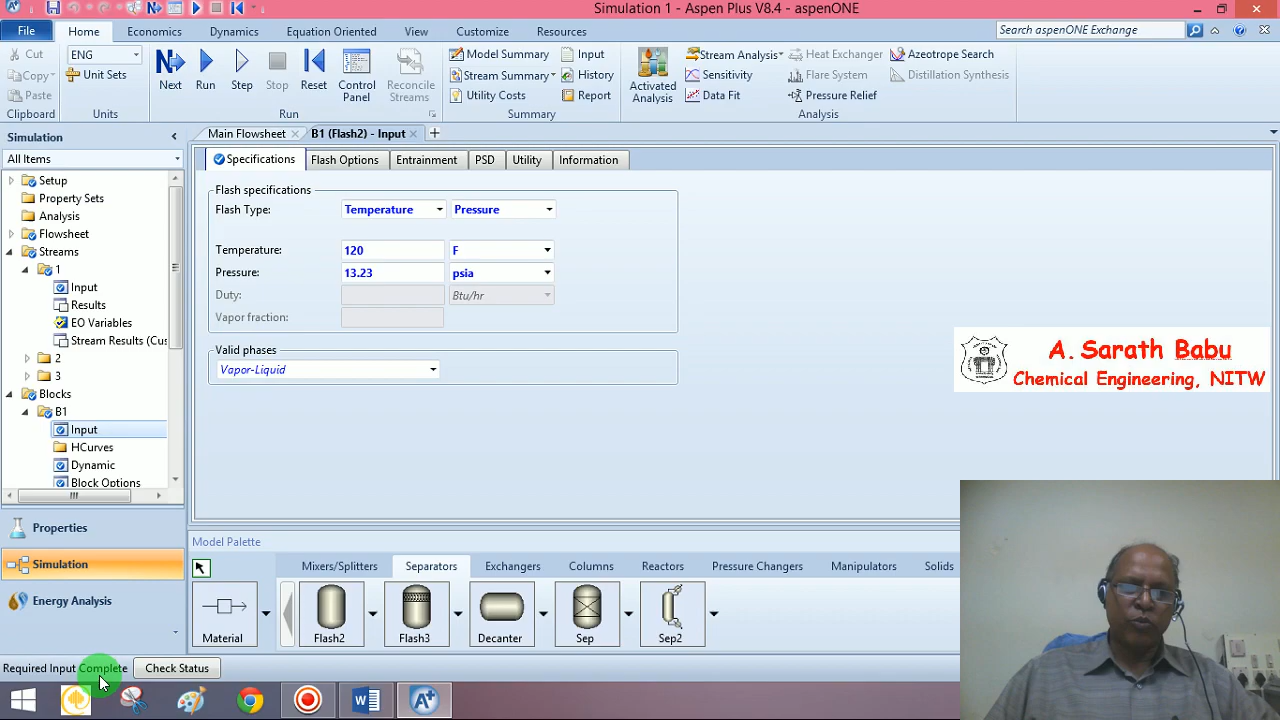 Simulation 1 - Aspen Plus V8.4 - aspenONE
File Home Economics Dynamics Equation Oriented View Customize Resources Search aspenONE Exchange
Cut ENG Model Summary Input Stream Analysis Heat Exchanger Azeotrope Search
Copy Unit Sets Next Run Step Stop Reset Control Panel Reconcile Streams Stream Summary History Activated Analysis Sensitivity Flare System Distillation Synthesis
Paste Utility Costs Report Data Fit Pressure Relief
Clipboard Units Run Summary Analysis
Simulation
All Items
Setup
Property Sets
Analysis
Flowsheet
Streams
1
Input
Results
EO Variables
Stream Results (Cus
2
3
Blocks
B1
Input
HCurves
Dynamic
Block Options
Properties
Simulation
Energy Analysis
Main Flowsheet B1 (Flash2) - Input
Specifications Flash Options Entrainment PSD Utility Information
Flash specifications
Flash Type: Temperature Pressure
Temperature: 120 F
Pressure: 13.23 psia
Duty: Btu/hr
Vapor fraction:
Valid phases
Vapor-Liquid
A. Sarath Babu
Chemical Engineering, NITW
Model Palette
Mixers/Splitters Separators Exchangers Columns Reactors Pressure Changers Manipulators Solids
Material Flash2 Flash3 Decanter Sep Sep2
Required Input Complete Check Status